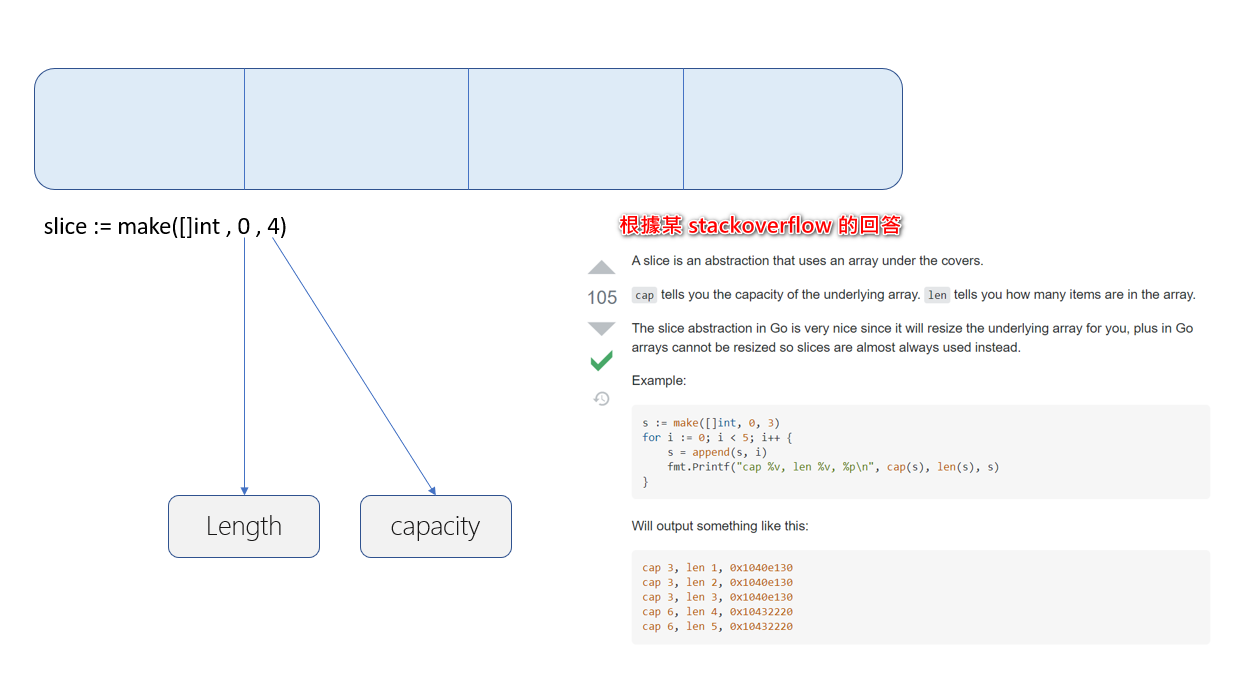 slice := make([]int , 0 , 4)
Length
capacity
根據某 stackoverflow 的回答
A slice is an abstraction that uses an array under the covers.
105
cap tells you the capacity of the underlying array. len tells you how many items are in the array.
The slice abstraction in Go is very nice since it will resize the underlying array for you, plus in Go
arrays cannot be resized so slices are almost always used instead.
Example:
s := make([]int, 0, 3)
for i := 0; i < 5; i++ {
    s = append(s, i)
    fmt.Printf("cap %v, len %v, %p\n", cap(s), len(s), s)
}
Will output something like this:
cap 3, len 1, 0x1040e130
cap 3, len 2, 0x1040e130
cap 3, len 3, 0x1040e130
cap 6, len 4, 0x10432220
cap 6, len 5, 0x10432220